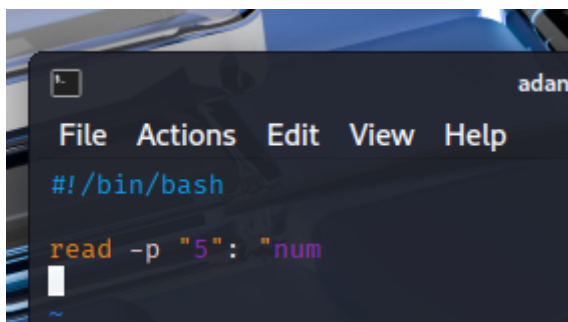 adan
File Actions Edit View Help
#!/bin/bash
read -p "5": "num
~